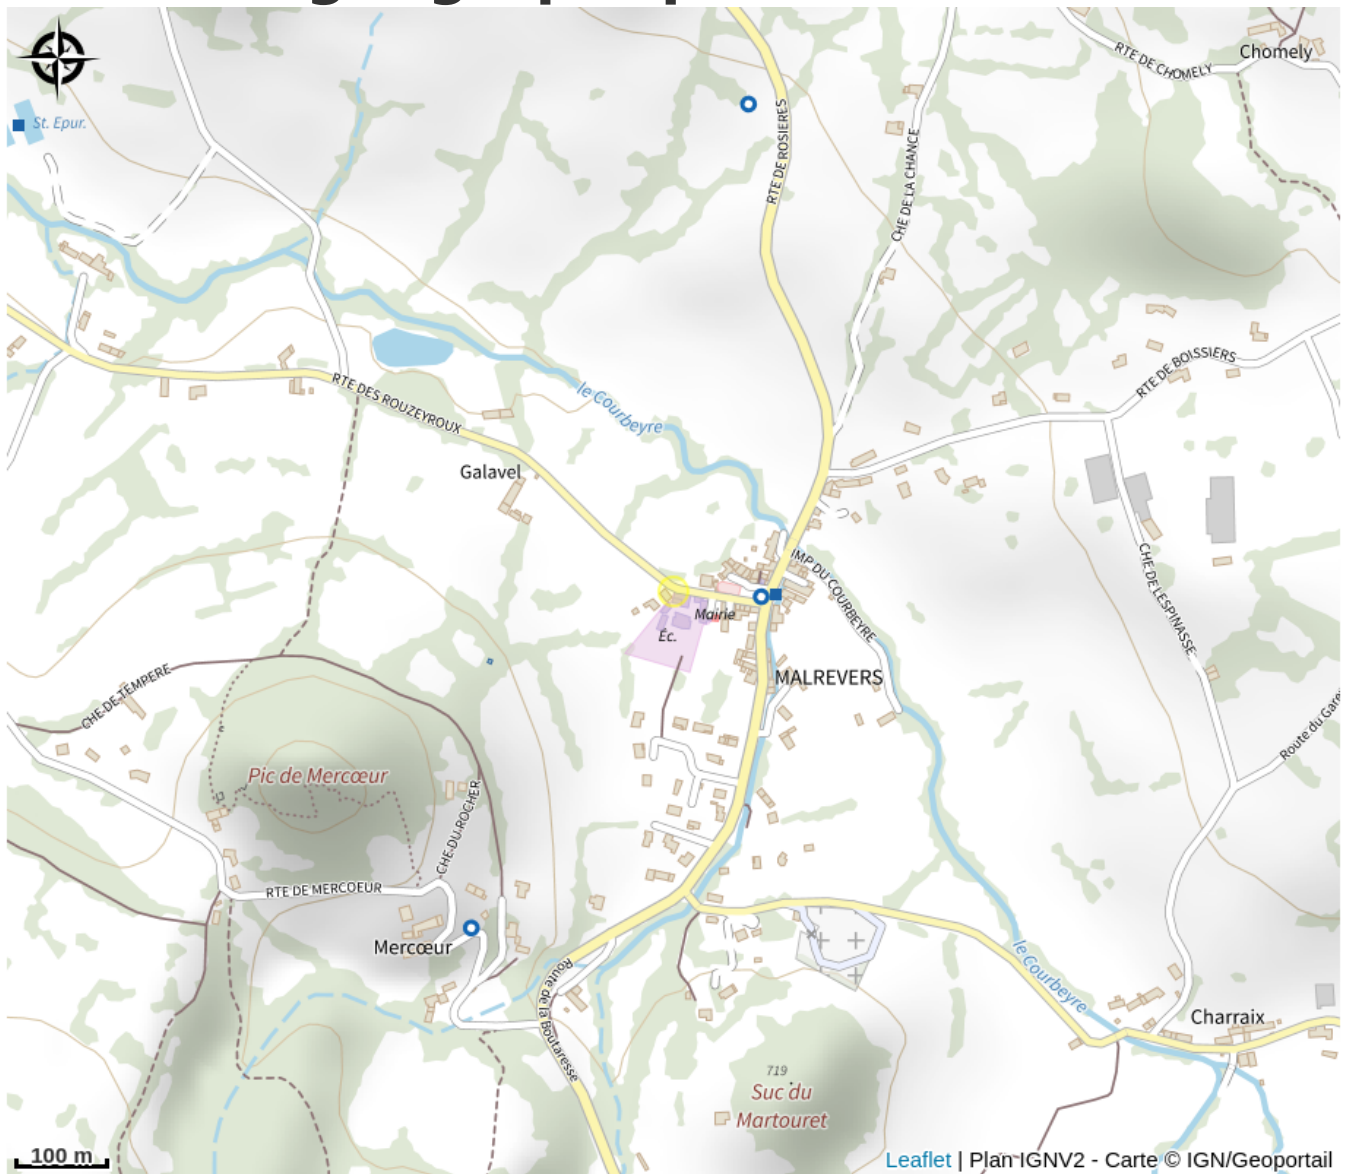 Chomely
RTE DE CHOMELY
St. Epur.
RTE DE ROSIERES
CHE DE LA CHANCE
RTE DE BOISSIERS
RTE DES ROUZEYROUX
le Courbeyre
Galavel
IMP DU COURBEYRE
CHE DE LESPINASSE
Mairie
Éc.
MALREVERS
CHE DE TEMPERE
Route du Gare
Pic de Mercœur
CHE DU ROCHER
RTE DE MERCOEUR
Mercœur
le Courbeyre
Route de la Boutaresse
Charraix
719
Suc du
Martouret
100 m
Leaflet | Plan IGNV2 - Carte © IGN/Geoportail